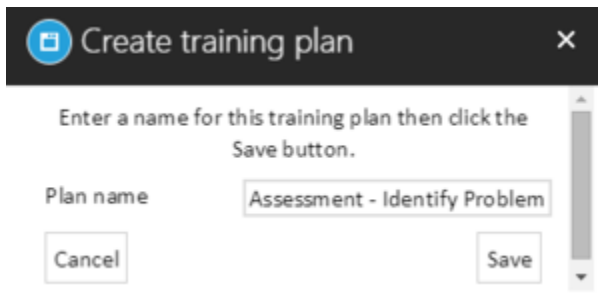 Create training plan
Enter a name for this training plan then click the
Save button.
Plan name
Assessment - Identify Problem
Cancel
Save